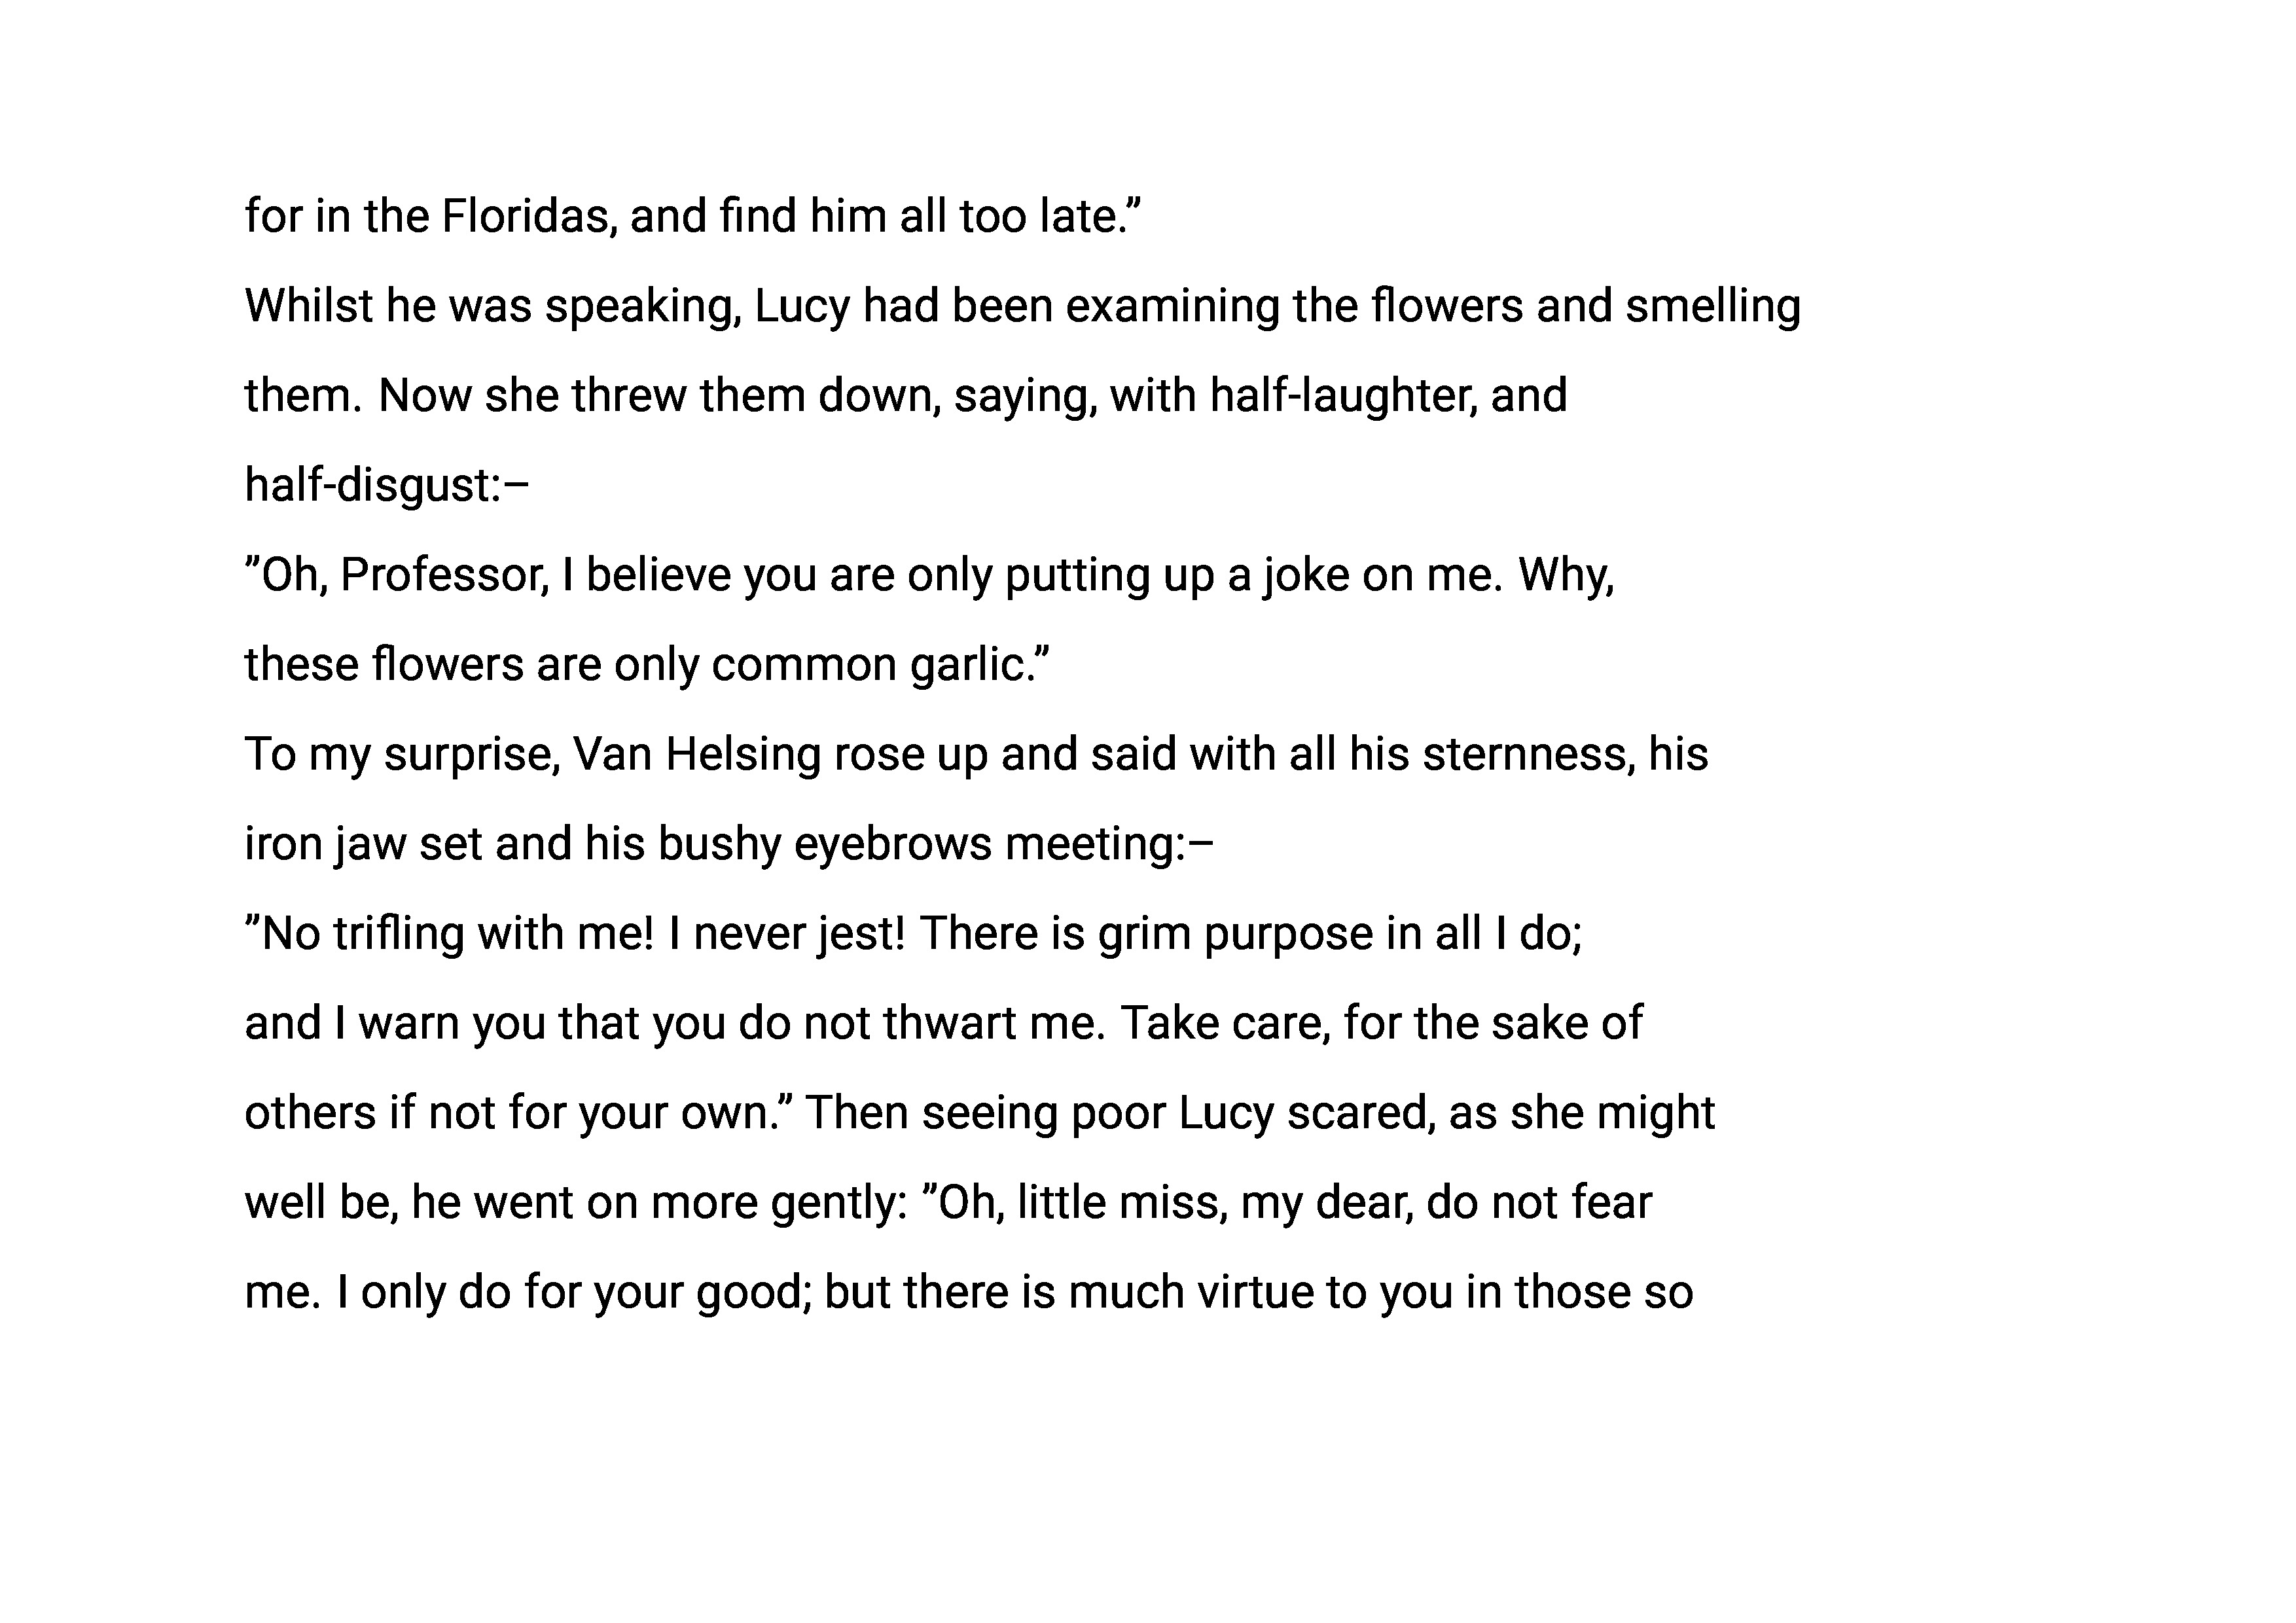 for in the Floridas, and find him all too late.”
Whilst he was speaking, Lucy had been examining the flowers and smelling
them. Now she threw them down, saying, with half-laughter, and
half-disgust:–
”Oh, Professor, I believe you are only putting up a joke on me. Why,
these flowers are only common garlic.”
To my surprise, Van Helsing rose up and said with all his sternness, his
iron jaw set and his bushy eyebrows meeting:–
”No trifling with me! I never jest! There is grim purpose in all I do;
and I warn you that you do not thwart me. Take care, for the sake of
others if not for your own.” Then seeing poor Lucy scared, as she might
well be, he went on more gently: ”Oh, little miss, my dear, do not fear
me. I only do for your good; but there is much virtue to you in those so